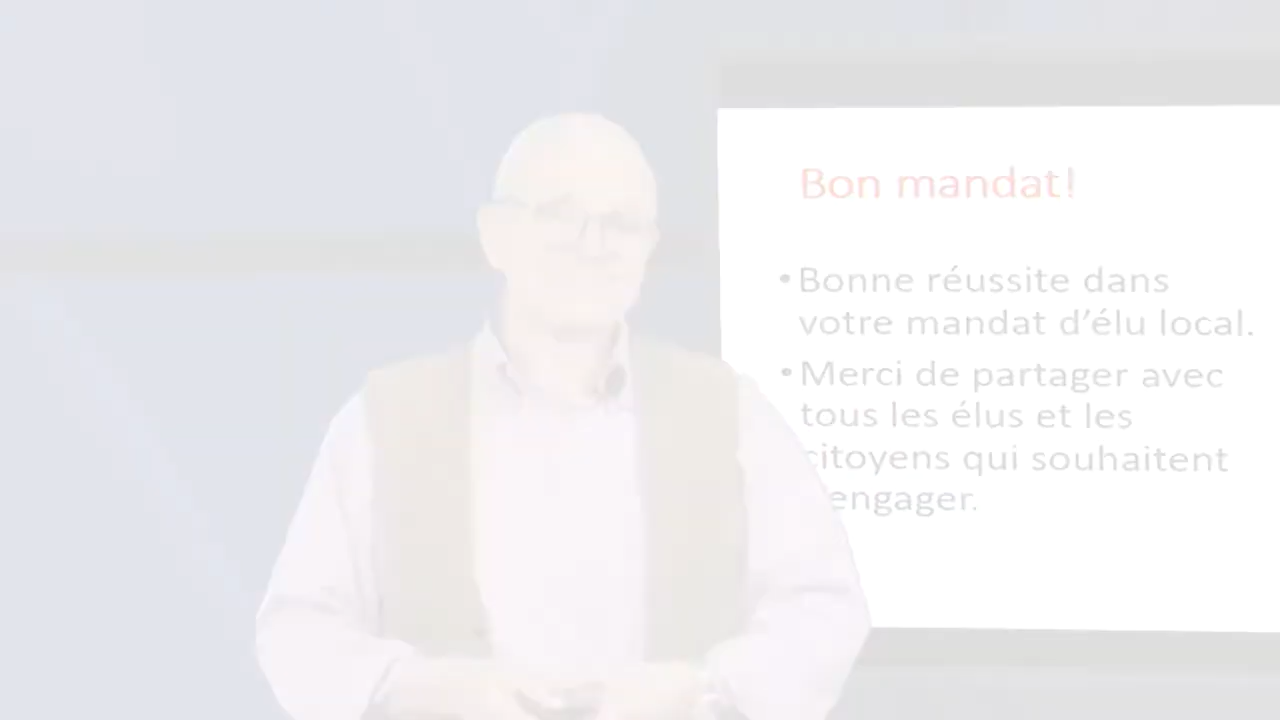 Bon mandat!
• Bonne réussite dans
votre mandat d’élu local.
• Merci de partager avec
tous les élus et les
citoyens qui souhaitent
engager.